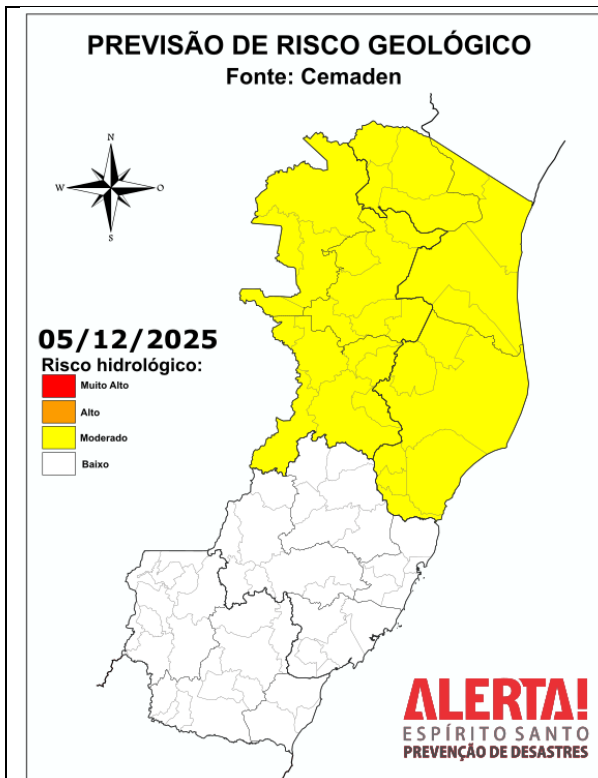 PREVISÃO DE RISCO GEOLÓGICO
Fonte: Cemaden
N
W
O
S
05/12/2025
Risco hidrológico:
Muito Alto
Alto
Moderado
Baixo
ALERTA!
ESPÍRITO SANTO
PREVENÇÃO DE DESASTRES